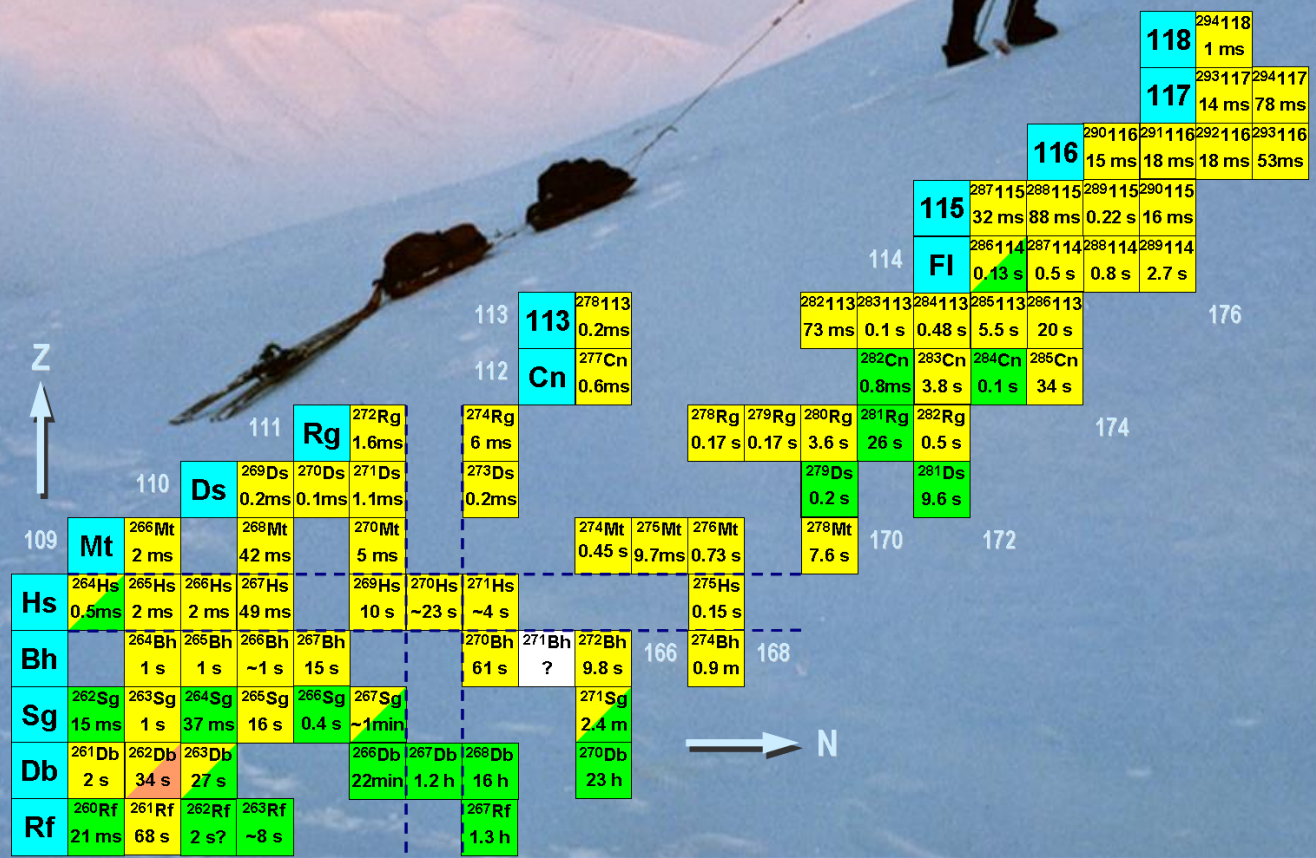 118 ²⁹⁴118
1 ms
117 ²⁹³117 ²⁹⁴117
14 ms 78 ms
116 ²⁹⁰116 ²⁹¹116 ²⁹²116 ²⁹³116
15 ms 18 ms 18 ms 53ms
115 ²⁸⁷115 ²⁸⁸115 ²⁸⁹115 ²⁹⁰115
32 ms 88 ms 0.22 s 16 ms
114 Fl ²⁸⁶114 ²⁸⁷114 ²⁸⁸114 ²⁸⁹114
0.13 s 0.5 s 0.8 s 2.7 s
113 113 ²⁷⁸113 ²⁸²113 ²⁸³113 ²⁸⁴113 ²⁸⁵113 ²⁸⁶113 176
0.2ms 73 ms 0.1 s 0.48 s 5.5 s 20 s
Z
112 Cn ²⁷⁷Cn ²⁸²Cn ²⁸³Cn ²⁸⁴Cn ²⁸⁵Cn
0.6ms 0.8ms 3.8 s 0.1 s 34 s
111 Rg ²⁷²Rg ²⁷⁴Rg ²⁷⁸Rg ²⁷⁹Rg ²⁸⁰Rg ²⁸¹Rg ²⁸²Rg 174
1.6ms 6 ms 0.17 s 0.17 s 3.6 s 26 s 0.5 s
110 Ds ²⁶⁹Ds ²⁷⁰Ds ²⁷¹Ds ²⁷³Ds ²⁷⁹Ds ²⁸¹Ds
0.2ms 0.1ms 1.1ms 0.2ms 0.2 s 9.6 s
109 Mt ²⁶⁶Mt ²⁶⁸Mt ²⁷⁰Mt ²⁷⁴Mt ²⁷⁵Mt ²⁷⁶Mt ²⁷⁸Mt 170 172
2 ms 42 ms 5 ms 0.45 s 9.7ms 0.73 s 7.6 s
Hs ²⁶⁴Hs ²⁶⁵Hs ²⁶⁶Hs ²⁶⁷Hs ²⁶⁹Hs ²⁷⁰Hs ²⁷¹Hs ²⁷⁵Hs
0.5ms 2 ms 2 ms 49 ms 10 s ~23 s ~4 s 0.15 s
Bh ²⁶⁴Bh ²⁶⁵Bh ²⁶⁶Bh ²⁶⁷Bh ²⁷⁰Bh ²⁷¹Bh ²⁷²Bh 166 ²⁷⁴Bh 168
1 s 1 s ~1 s 15 s 61 s ? 9.8 s 0.9 m
Sg ²⁶²Sg ²⁶³Sg ²⁶⁴Sg ²⁶⁵Sg ²⁶⁶Sg ²⁶⁷Sg ²⁷¹Sg
15 ms 1 s 37 ms 16 s 0.4 s ~1min 2.4 m
N
Db ²⁶¹Db ²⁶²Db ²⁶³Db ²⁶⁶Db ²⁶⁷Db ²⁶⁸Db ²⁷⁰Db
2 s 34 s 27 s 22min 1.2 h 16 h 23 h
Rf ²⁶⁰Rf ²⁶¹Rf ²⁶²Rf ²⁶³Rf ²⁶⁷Rf
21 ms 68 s 2 s? ~8 s 1.3 h